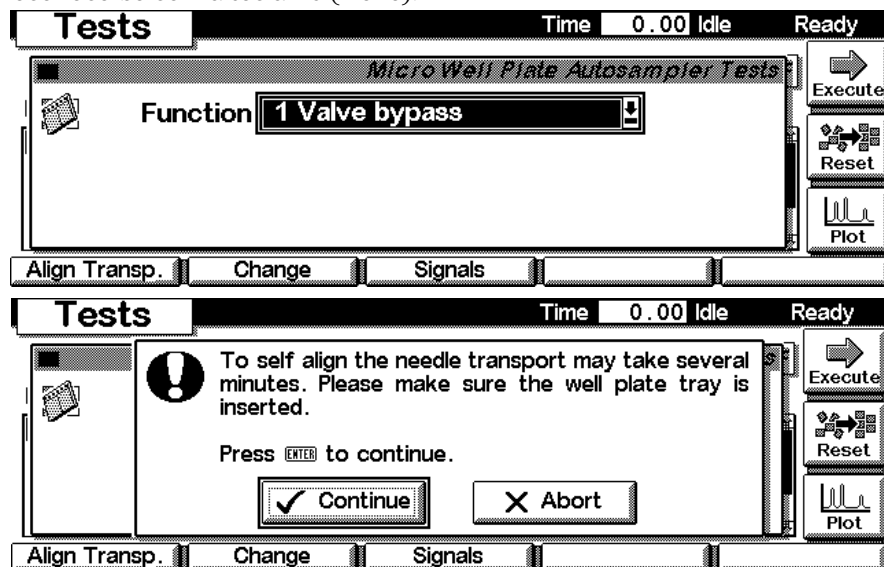 Tests
Time 0.00 Idle Ready
Micro Well Plate Autosampler Tests
Function 1 Valve bypass
Execute
Reset
Plot
Align Transp. Change Signals
Tests
Time 0.00 Idle Ready
To self align the needle transport may take several
minutes. Please make sure the well plate tray is
inserted.
Press ENTER to continue.
Continue Abort
Execute
Reset
Plot
Align Transp. Change Signals